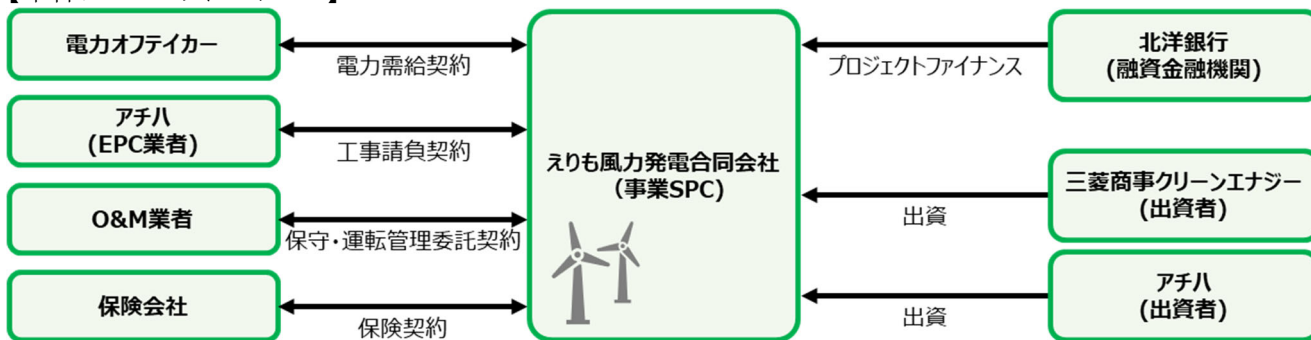 電力オフテイカー
電力需給契約
アチハ
(EPC業者)
工事請負契約
O&M業者
保守・運転管理委託契約
保険会社
保険契約
えりも風力発電合同会社
(事業SPC)
北洋銀行
(融資金融機関)
プロジェクトファイナンス
三菱商事クリーンエナジー
(出資者)
出資
アチハ
(出資者)
出資